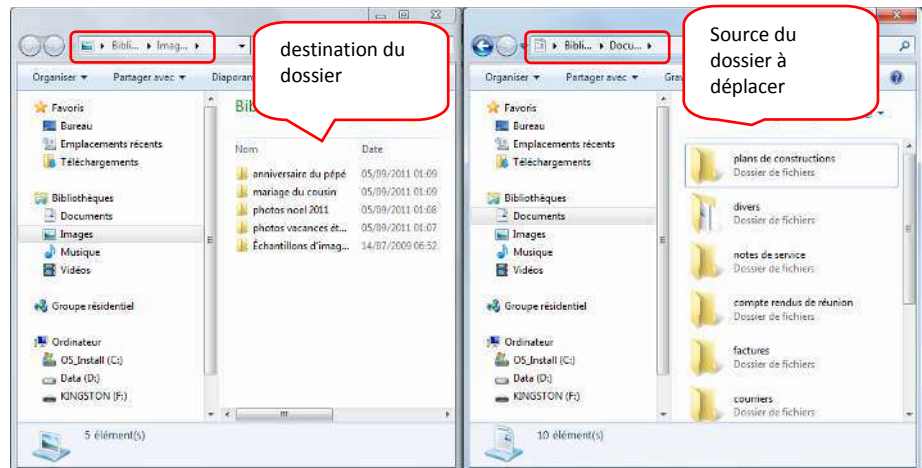 Bibli... Imag...
destination du
dossier
Organiser Partager avec Diaporan
Favoris
Bureau
Emplacements récents
Téléchargements
Bibliothèques
Documents
Images
Musique
Vidéos
Groupe résidentiel
Ordinateur
OS_Install (C:)
Data (D:)
KINGSTON (F:)
Nom Date
anniversaire du pépé 05/09/2011 01:09
mariage du cousin 05/09/2011 01:09
photos noel 2011 05/09/2011 01:08
photos vacances ét... 05/09/2011 01:07
Échantillons d'imag... 14/07/2009 06:52
5 élément(s)
Bibli... Docu...
Source du
dossier à
déplacer
Organiser Partager avec Grav
Favoris
Bureau
Emplacements récents
Téléchargements
Bibliothèques
Documents
Images
Musique
Vidéos
Groupe résidentiel
Ordinateur
OS_Install (C:)
Data (D:)
KINGSTON (F:)
plans de constructions
Dossier de fichiers
divers
Dossier de fichiers
notes de service
Dossier de fichiers
compte rendus de réunion
Dossier de fichiers
factures
Dossier de fichiers
courriers
Dossier de fichiers
10 élément(s)